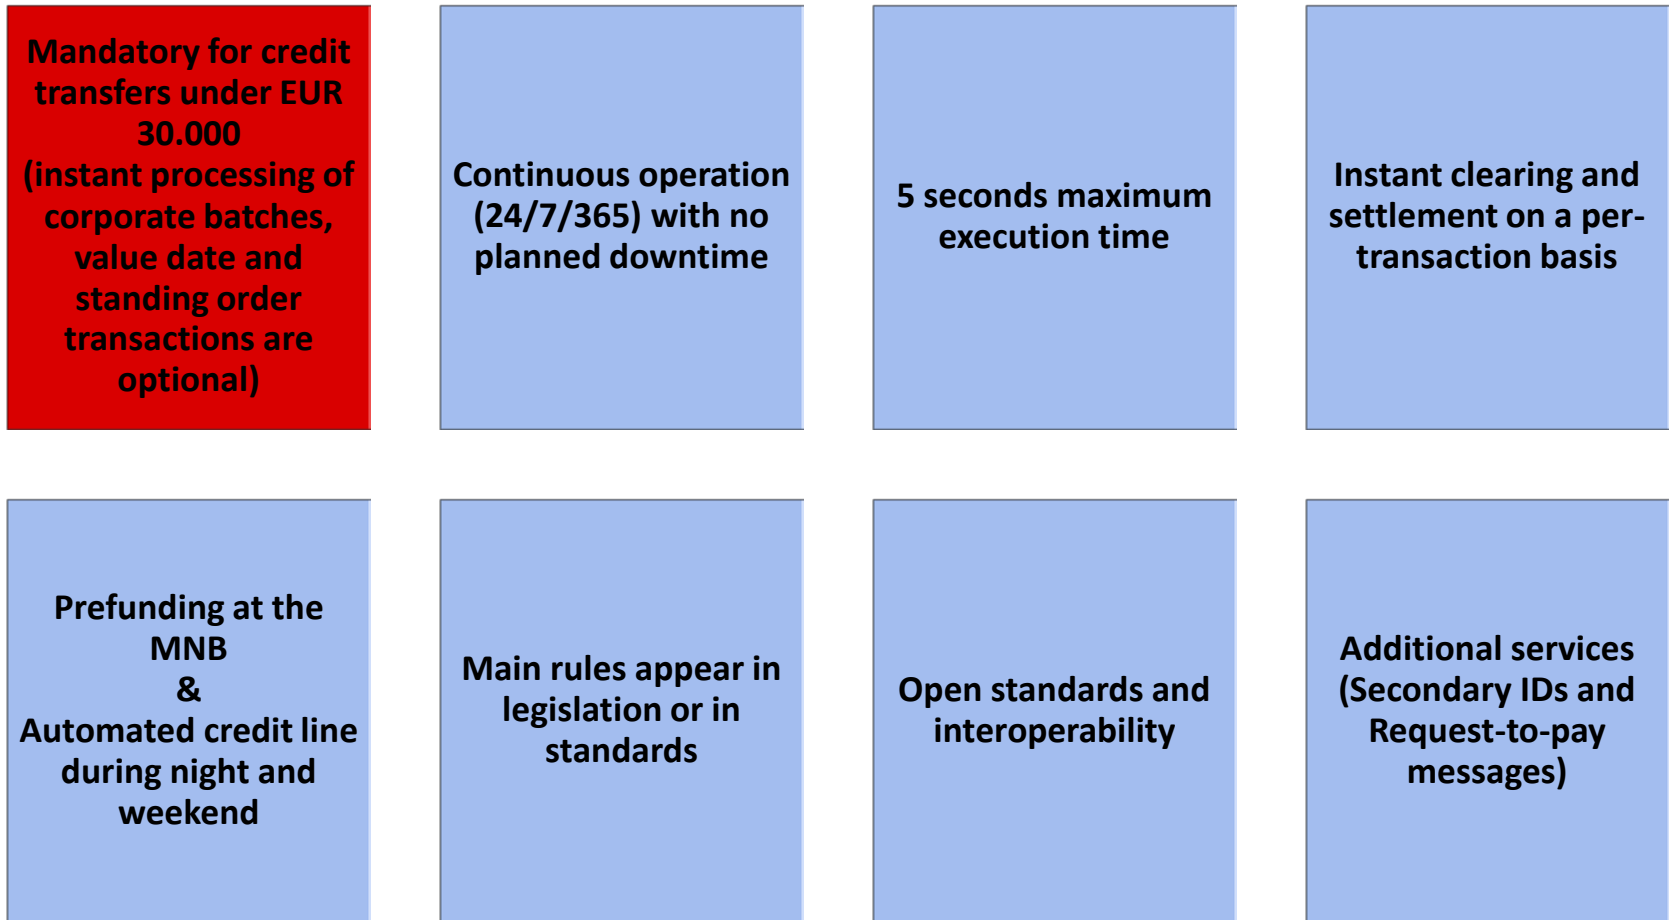 Mandatory for credit
transfers under EUR
30.000
(instant processing of
corporate batches,
value date and
standing order
transactions are
optional)
Continuous operation
(24/7/365) with no
planned downtime
5 seconds maximum
execution time
Instant clearing and
settlement on a per-
transaction basis
Prefunding at the
MNB
&
Automated credit line
during night and
weekend
Main rules appear in
legislation or in
standards
Open standards and
interoperability
Additional services
(Secondary IDs and
Request-to-pay
messages)